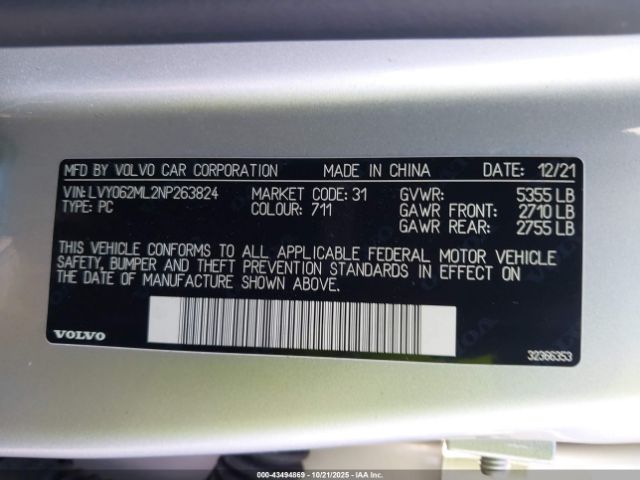 MFD BY VOLVO CAR CORPORATION MADE IN CHINA DATE: 12/21
VIN: LVY062ML2NP263824 MARKET CODE: 31 GVWR: 5355 LB
TYPE: PC COLOUR: 711 GAWR FRONT: 2710 LB
GAWR REAR: 2755 LB
THIS VEHICLE CONFORMS TO ALL APPLICABLE FEDERAL MOTOR VEHICLE
SAFETY, BUMPER AND THEFT PREVENTION STANDARDS IN EFFECT ON
THE DATE OF MANUFACTURE SHOWN ABOVE.
VOLVO 32366353
000-43494869 | 10/21/2025 | IAA, Inc.